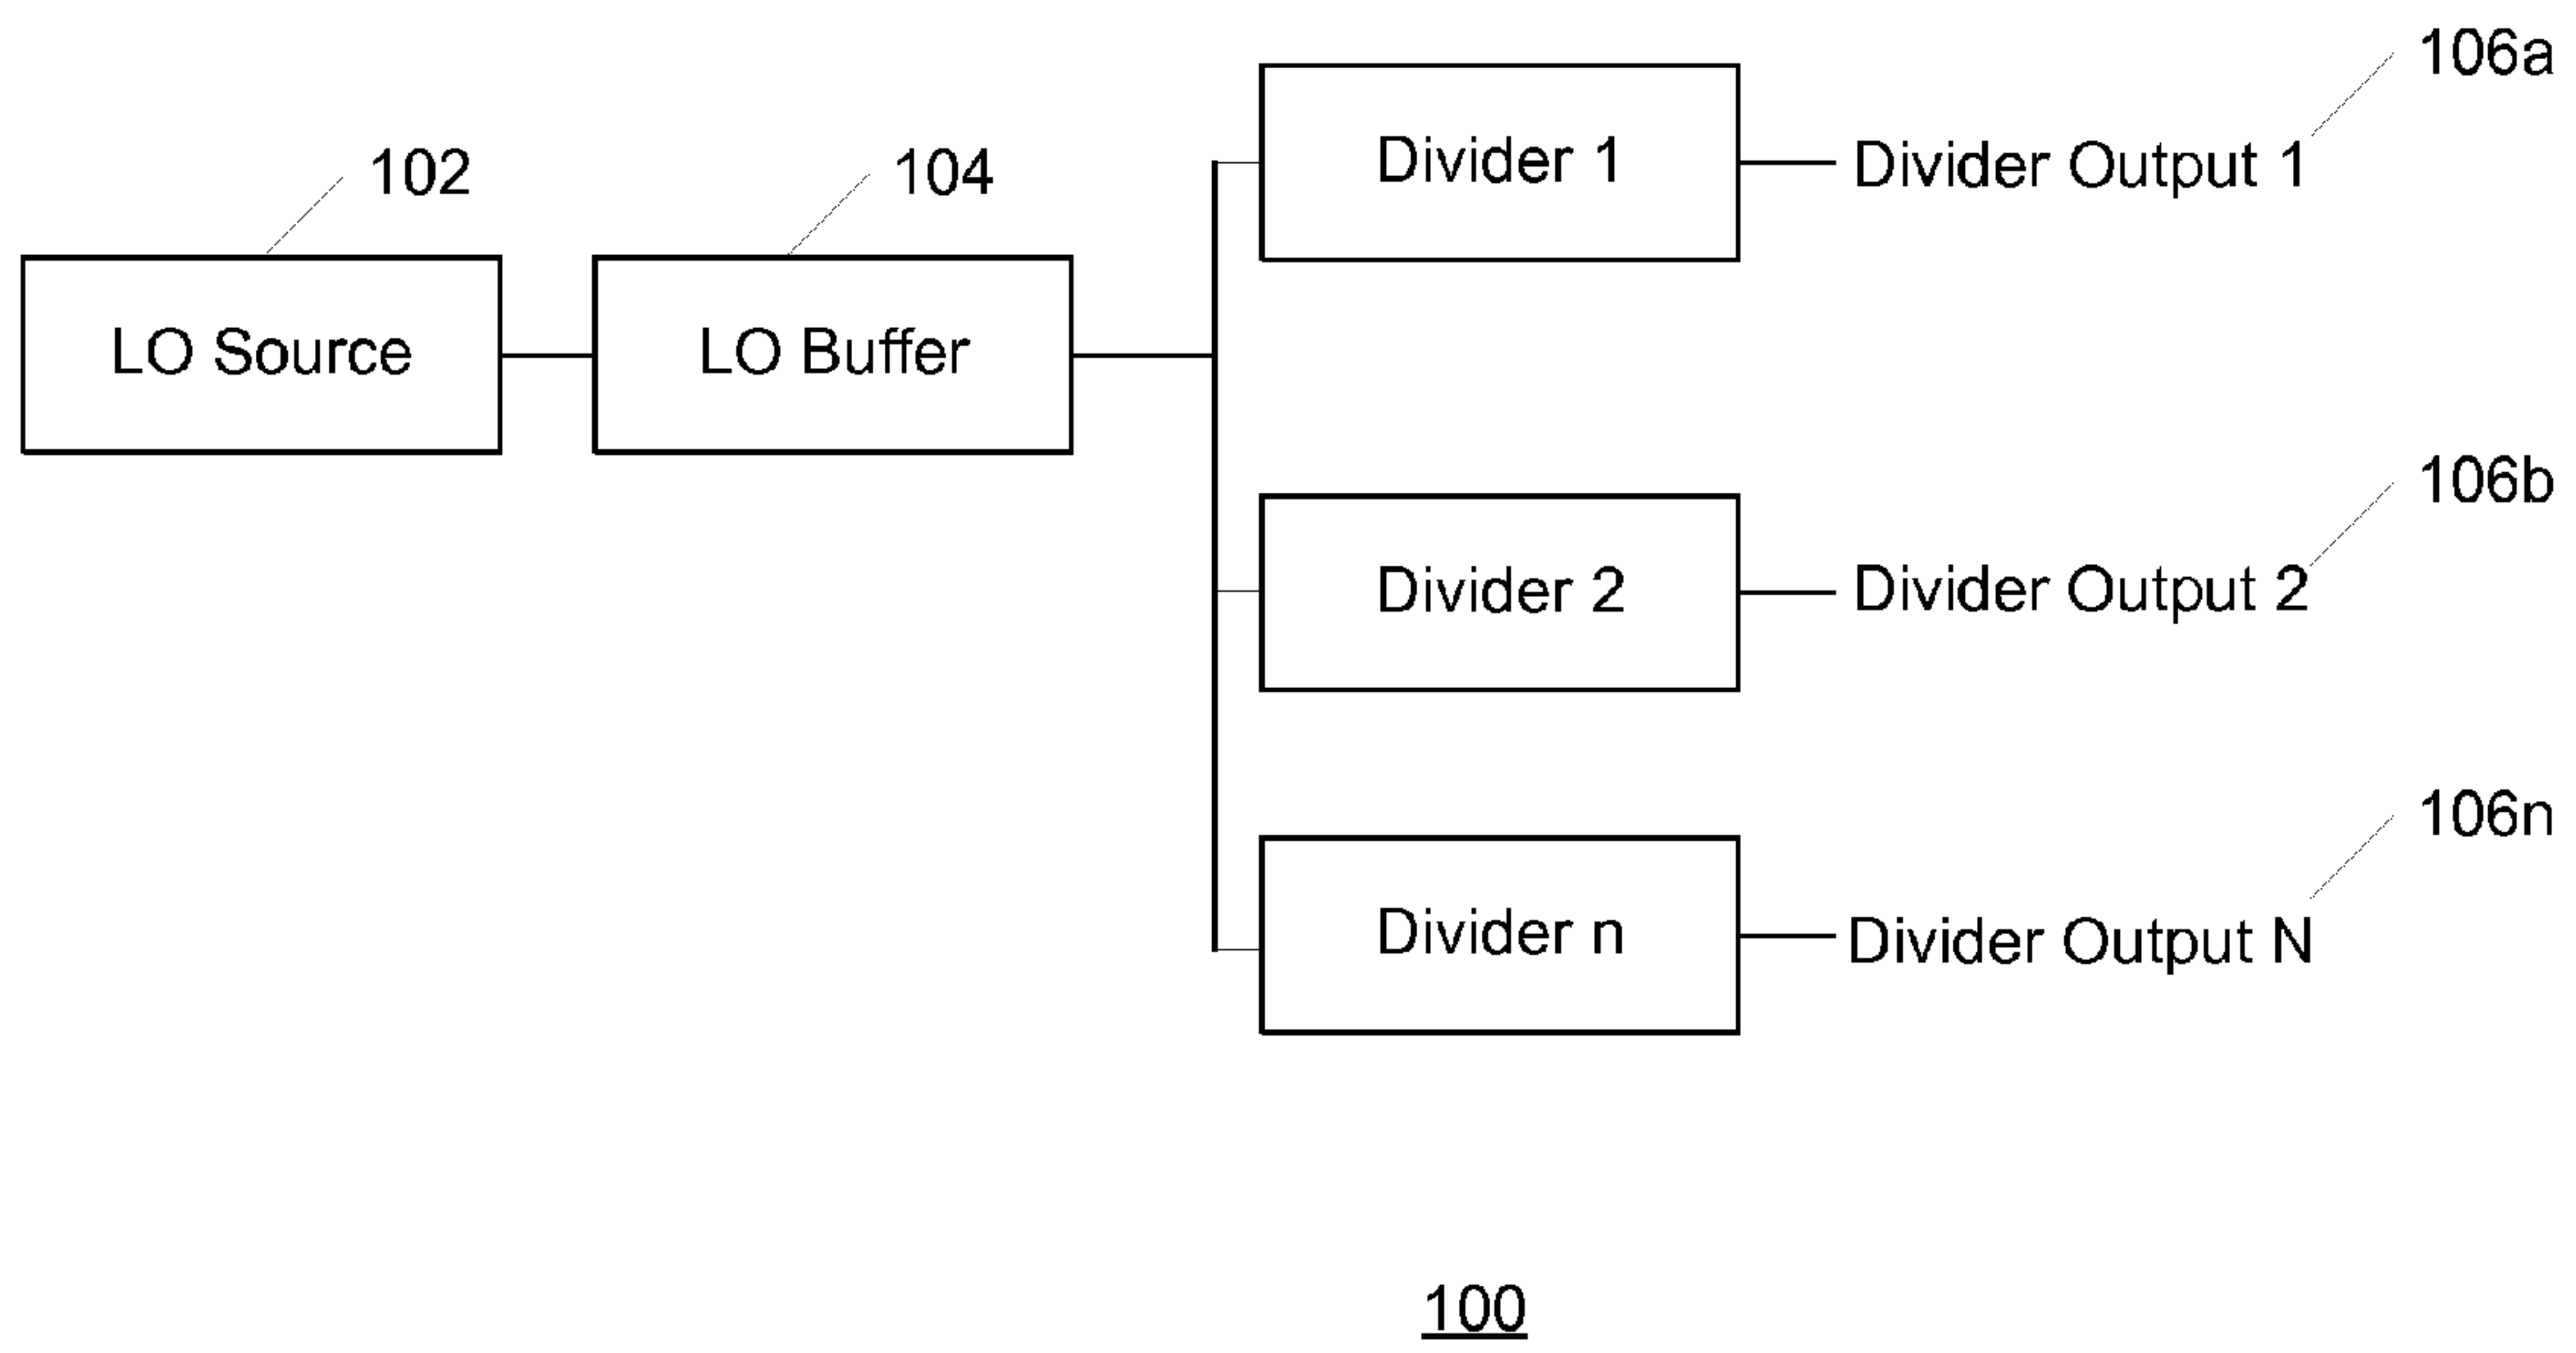 106a
Divider 1
Divider Output 1
102
104
LO Source
LO Buffer
106b
Divider 2
Divider Output 2
106n
Divider n
Divider Output N
100